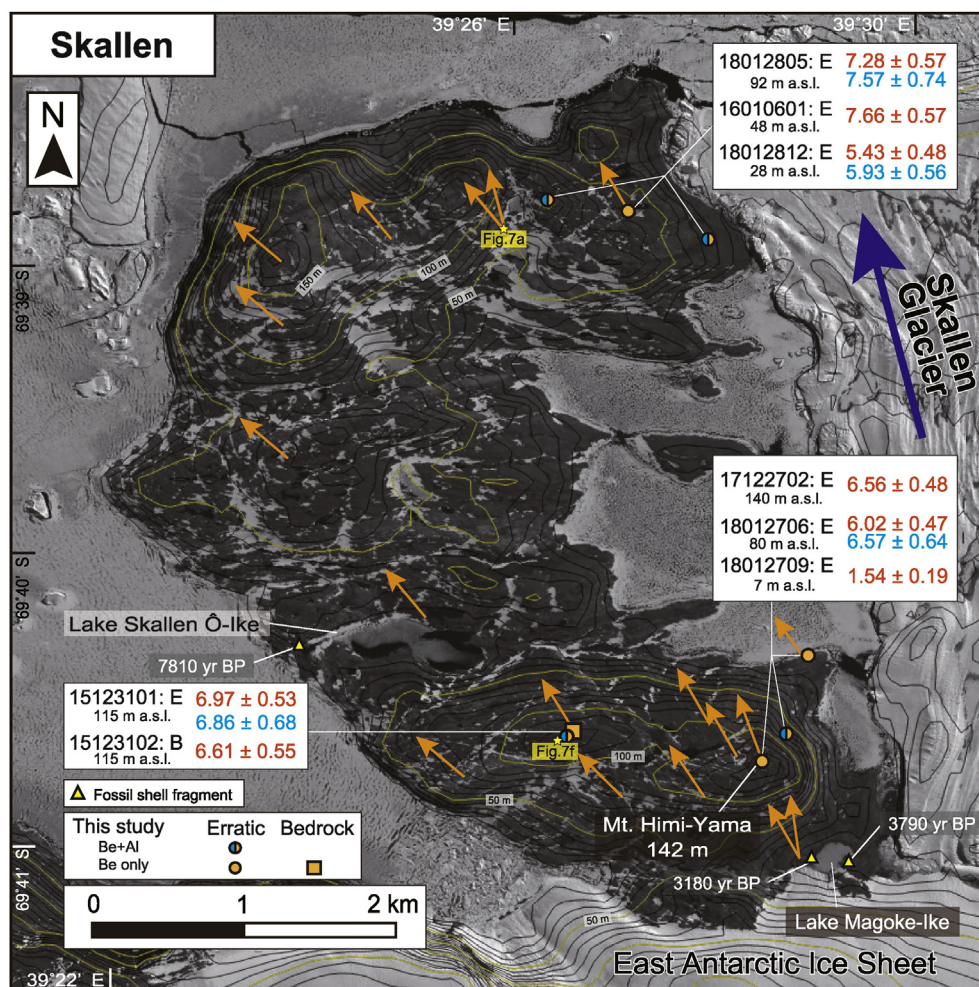 39˚26’ E
39˚30’ E
Skallen
N
18012805: E 7.28 ± 0.57
92 m a.s.l. 7.57 ± 0.74
16010601: E 7.66 ± 0.57
48 m a.s.l.
18012812: E 5.43 ± 0.48
28 m a.s.l. 5.93 ± 0.56
Fig.7a
150 m
100 m
50 m
69˚39’ S
Skallen
Glacier
17122702: E 6.56 ± 0.48
140 m a.s.l.
18012706: E 6.02 ± 0.47
80 m a.s.l. 6.57 ± 0.64
18012709: E 1.54 ± 0.19
7 m a.s.l.
69˚40’ S
Lake Skallen Ô-Ike
7810 yr BP
15123101: E 6.97 ± 0.53
115 m a.s.l. 6.86 ± 0.68
15123102: B 6.61 ± 0.55
115 m a.s.l.
Fig.7f
100 m
50 m
Fossil shell fragment
This study Erratic Bedrock
Be+Al
Be only
Mt. Himi-Yama
142 m
3790 yr BP
3180 yr BP
69˚41’ S
0 1 2 km
Lake Magoke-Ike
50 m
East Antarctic Ice Sheet
39˚22’ E